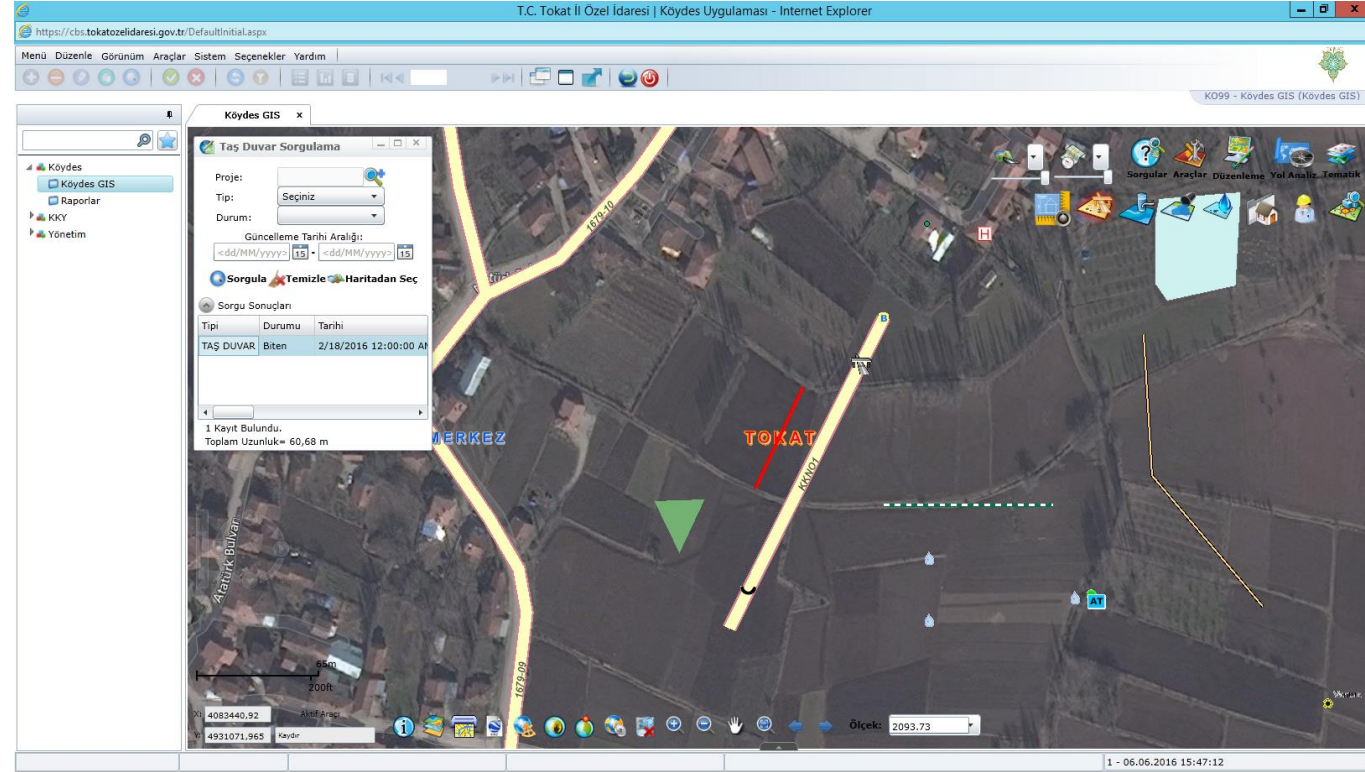 T.C. Tokat İl Özel İdaresi | Köydes Uygulaması - Internet Explorer
https://cbs.tokatozelidaresi.gov.tr/DefaultInitial.aspx
Menü Düzenle Görünüm Araçlar Sistem Seçenekler Yardım
KO99 - Köydes GIS (Köydes GIS)
Köydes GIS x
Köydes
Köydes GIS
Raporlar
KKY
Yönetim
Taş Duvar Sorgulama
Proje:
Tip: Seçiniz
Durum:
Güncelleme Tarihi Aralığı:
<dd/MM/yyyy> 15 - <dd/MM/yyyy> 15
Sorgula Temizle Haritadan Seç
Sorgu Sonuçları
Tipi Durumu Tarihi
TAŞ DUVAR Biten 2/18/2016 12:00:00 AM
1 Kayıt Bulundu.
Toplam Uzunluk= 60,68 m
Sorgular Araçlar Düzenleme Yol Analiz Tematik
1679-10
H
B
MERKEZ
TOKAT
KKNO1
Atatürk Bulvarı
AT
1679-09
65m
200ft
X: 4083440,92 Aktif Araç:
Y: 4931071,965 Kaydır
Ölçek: 2093.73
1 - 06.06.2016 15:47:12